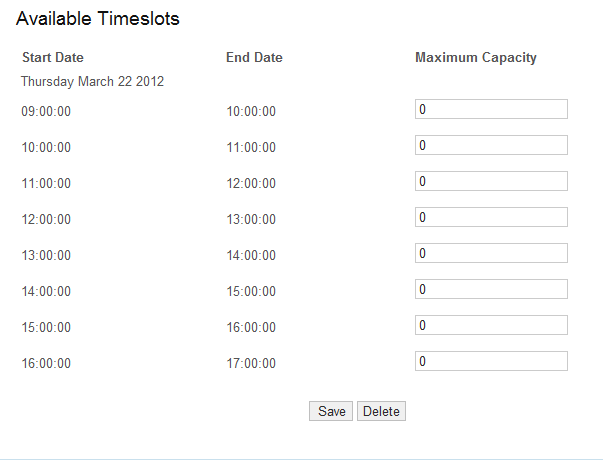 Available Timeslots
Start Date End Date Maximum Capacity
Thursday March 22 2012
09:00:00 10:00:00 0
10:00:00 11:00:00 0
11:00:00 12:00:00 0
12:00:00 13:00:00 0
13:00:00 14:00:00 0
14:00:00 15:00:00 0
15:00:00 16:00:00 0
16:00:00 17:00:00 0
Save Delete